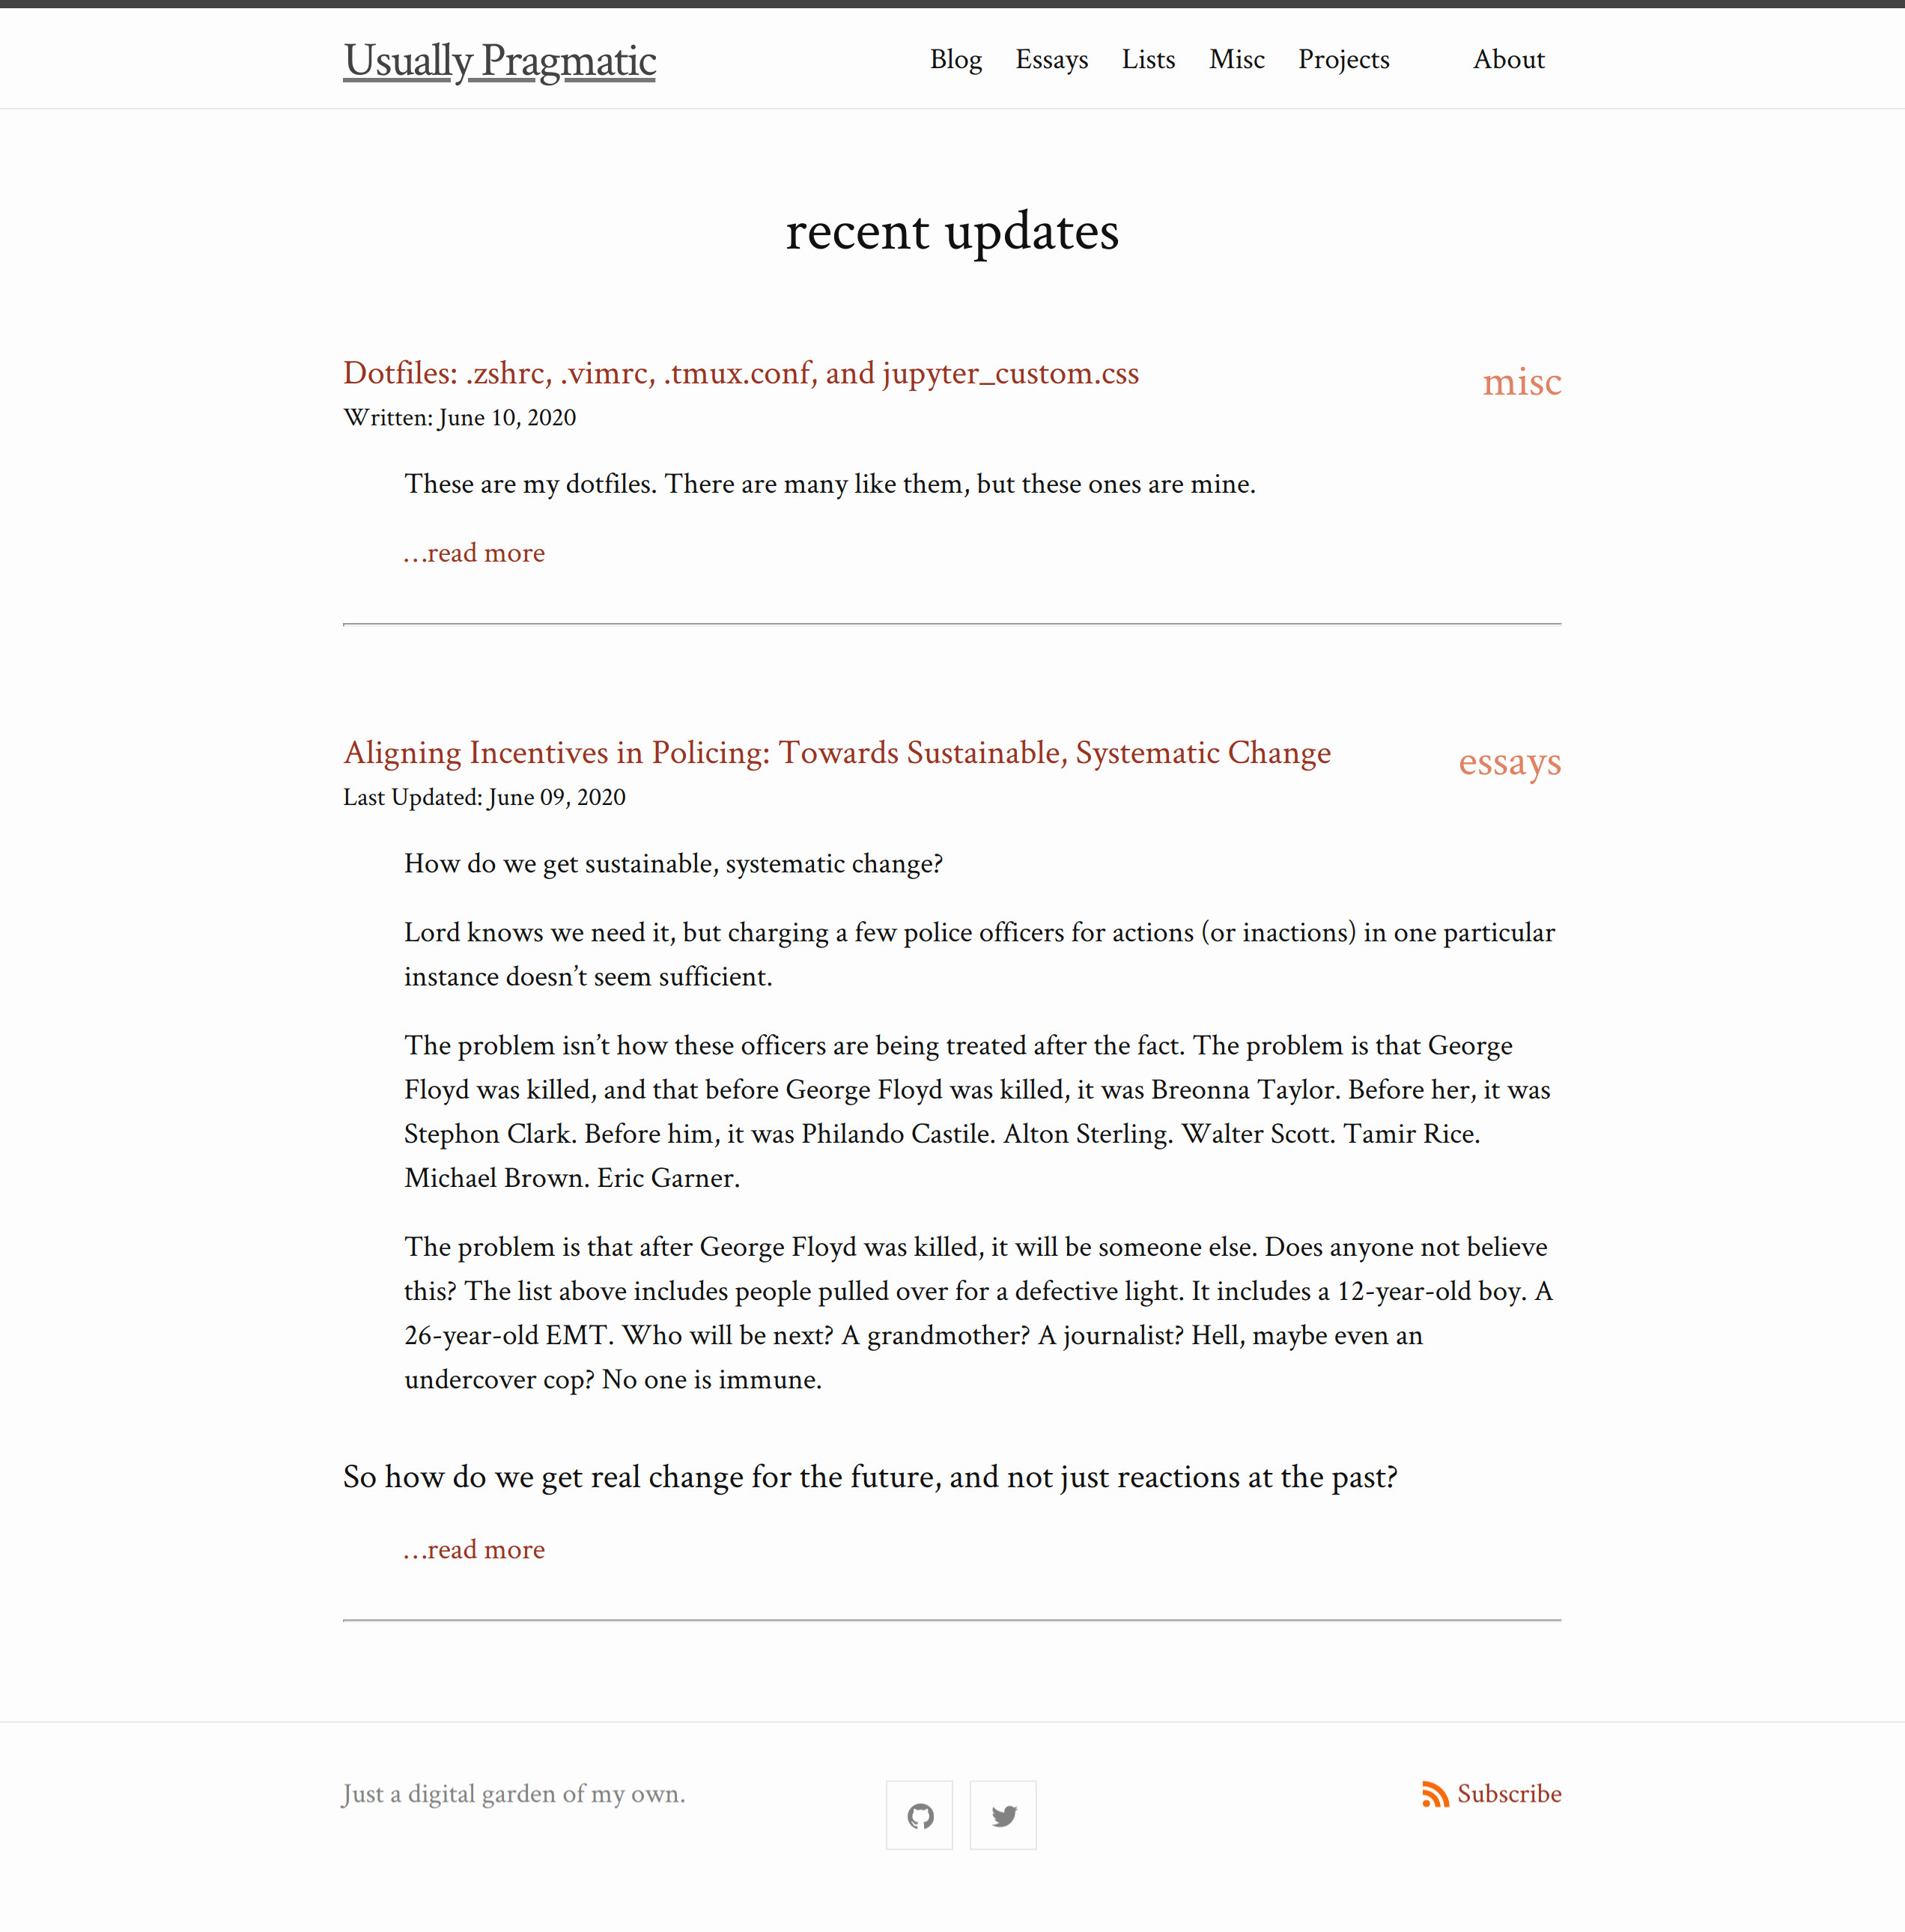 Usually Pragmatic
Blog Essays Lists Misc Projects About
recent updates
Dotfiles: .zshrc, .vimrc, .tmux.conf, and jupyter_custom.css
misc
Written: June 10, 2020
These are my dotfiles. There are many like them, but these ones are mine.
…read more
Aligning Incentives in Policing: Towards Sustainable, Systematic Change
essays
Last Updated: June 09, 2020
How do we get sustainable, systematic change?
Lord knows we need it, but charging a few police officers for actions (or inactions) in one particular
instance doesn’t seem sufficient.
The problem isn’t how these officers are being treated after the fact. The problem is that George
Floyd was killed, and that before George Floyd was killed, it was Breonna Taylor. Before her, it was
Stephon Clark. Before him, it was Philando Castile. Alton Sterling. Walter Scott. Tamir Rice.
Michael Brown. Eric Garner.
The problem is that after George Floyd was killed, it will be someone else. Does anyone not believe
this? The list above includes people pulled over for a defective light. It includes a 12-year-old boy. A
26-year-old EMT. Who will be next? A grandmother? A journalist? Hell, maybe even an
undercover cop? No one is immune.
So how do we get real change for the future, and not just reactions at the past?
…read more
Just a digital garden of my own.
Subscribe